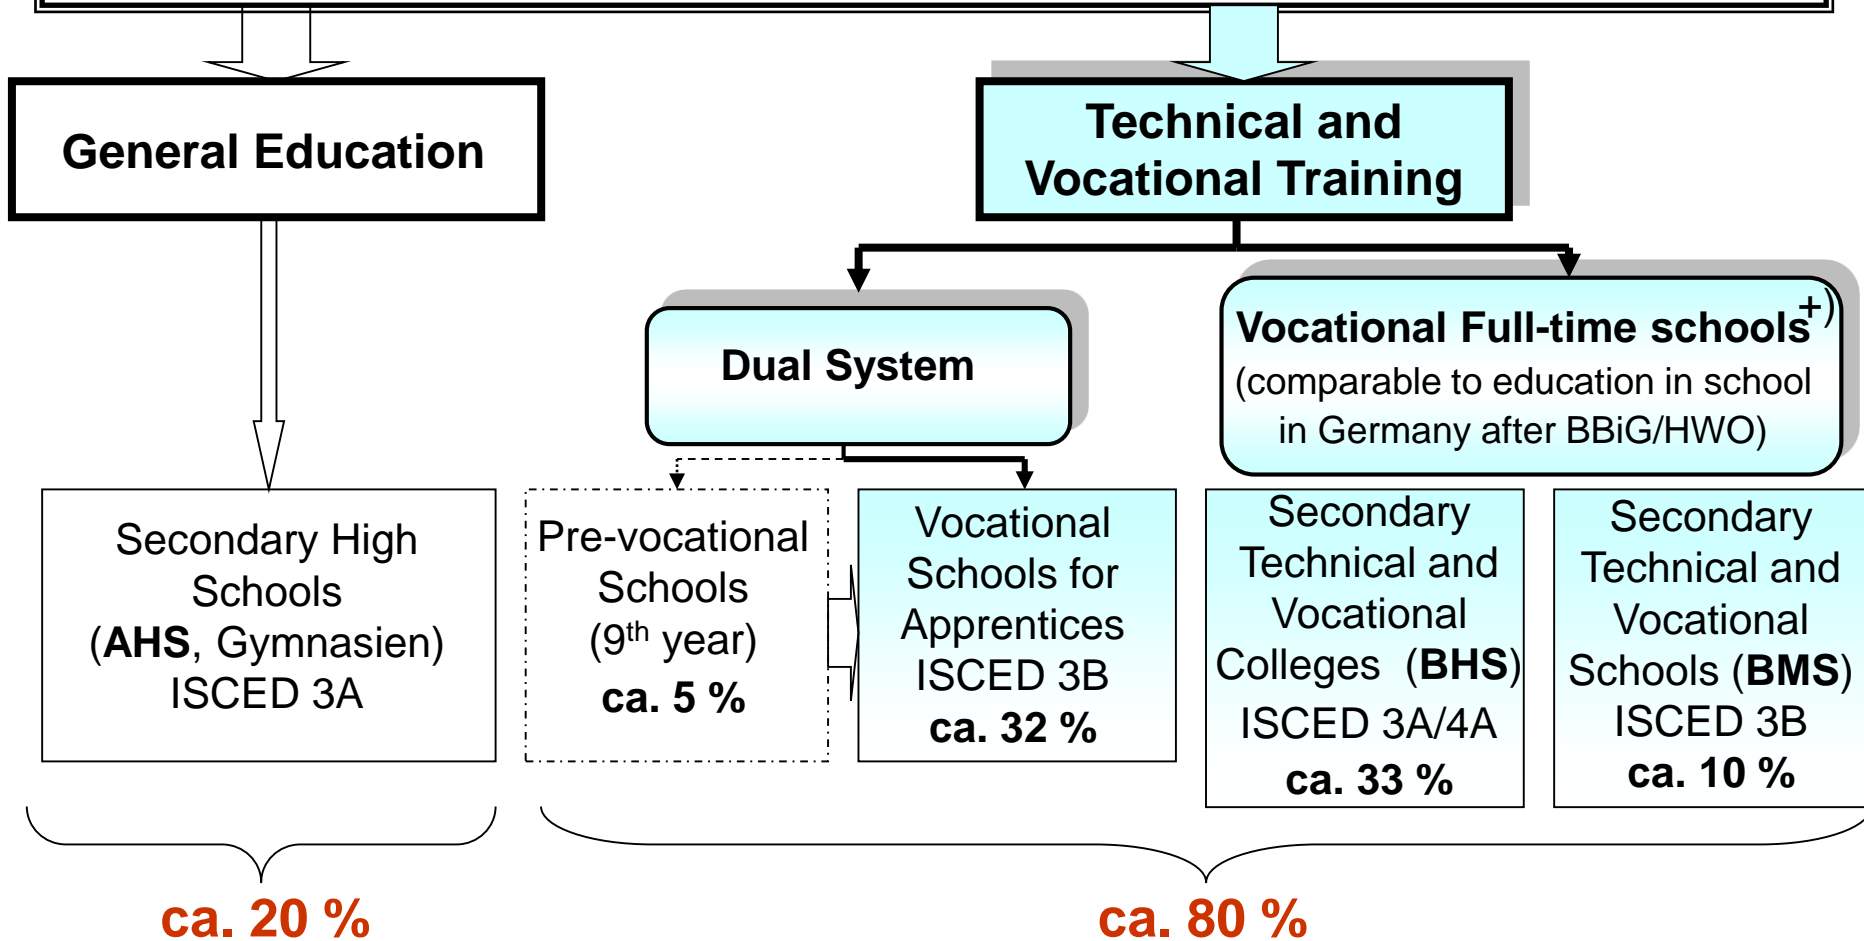 General Education
Technical and
Vocational Training
Dual System
Vocational Full-time schools+)
(comparable to education in school
in Germany after BBiG/HWO)
Secondary High
Schools
(AHS, Gymnasien)
ISCED 3A
Pre-vocational
Schools
(9th year)
ca. 5 %
Vocational
Schools for
Apprentices
ISCED 3B
ca. 32 %
Secondary
Technical and
Vocational
Colleges (BHS)
ISCED 3A/4A
ca. 33 %
Secondary
Technical and
Vocational
Schools (BMS)
ISCED 3B
ca. 10 %
ca. 20 %
ca. 80 %